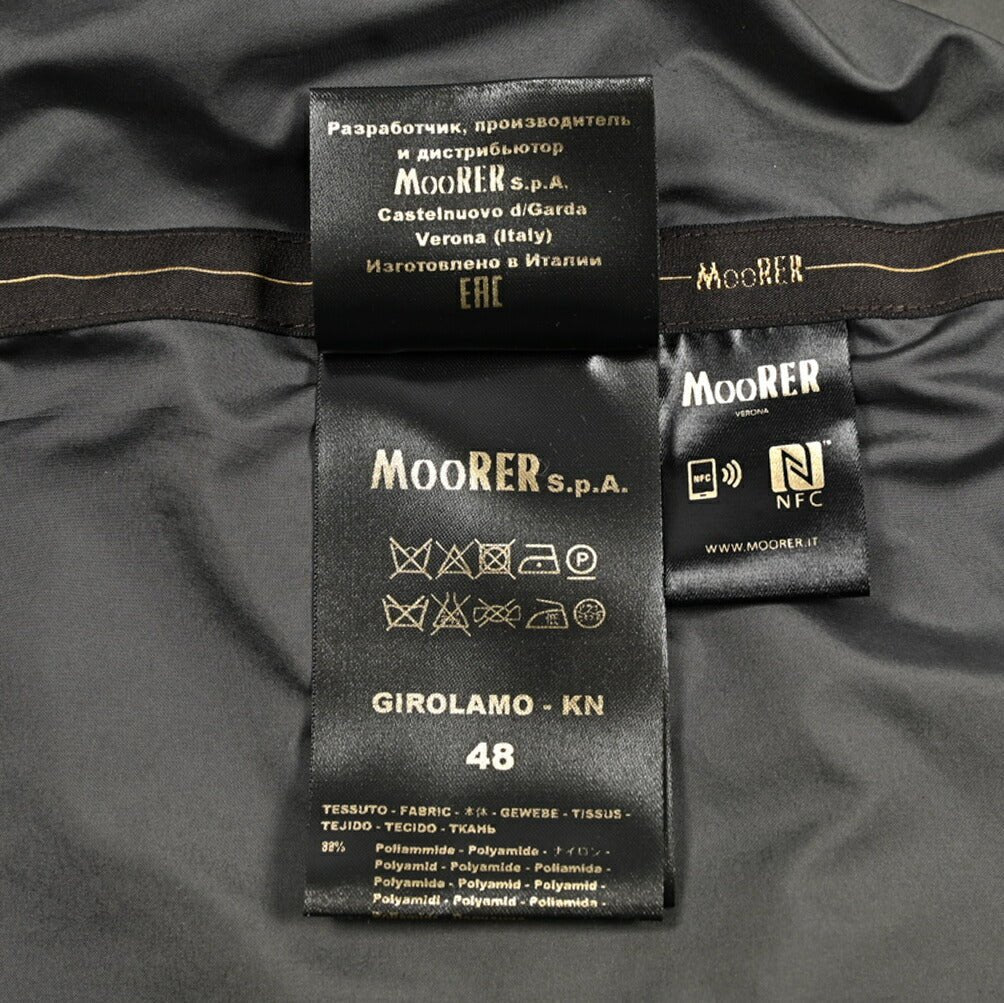 Разработчик, производитель
и дистрибьютор
MooRER S.p.A.
Castelnuovo d/Garda
Verona (Italy)
Изготовлено в Италии
EAC
MooRER
MooRER
VERONA
NFC
NFC™
WWW.MOORER.IT
MooRER S.p.A.
P
GIROLAMO - KN
48
TESSUTO - FABRIC - 本体 - GEWEBE - TISSUS -
TEJIDO - TECIDO - ТКАНЬ
Poliammide - Polyamide - ナイロン -
Polyamid - Polyamide - Poliamida -
Polyamide - Polyamid - Polyamid -
Polyamidi - Polyamid - Poliamida -